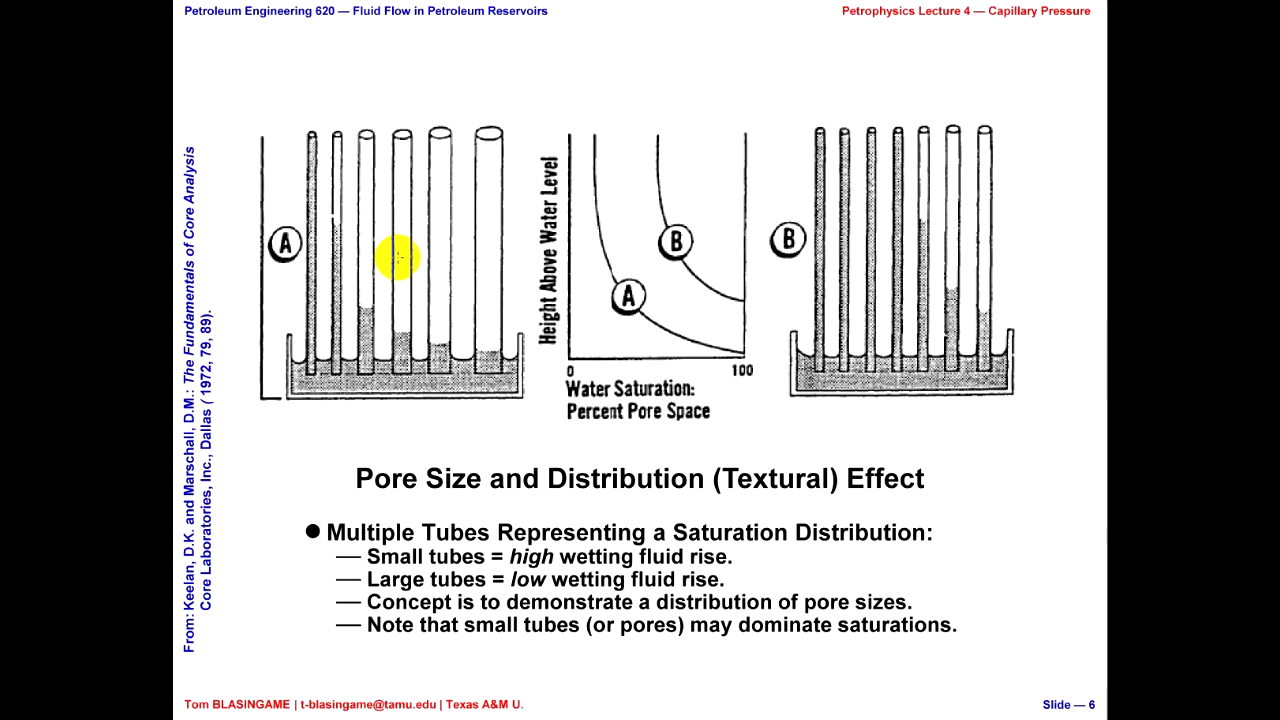 Petroleum Engineering 620 — Fluid Flow in Petroleum Reservoirs
Petrophysics Lecture 4 — Capillary Pressure
From: Keelan, D.K. and Marschall, D.M.: The Fundamentals of Core Analysis
Core Laboratories, Inc., Dallas ( 1972, 79, 89).
A
Height Above Water Level
B
A
0
100
Water Saturation:
Percent Pore Space
B
Pore Size and Distribution (Textural) Effect
● Multiple Tubes Representing a Saturation Distribution:
— Small tubes = high wetting fluid rise.
— Large tubes = low wetting fluid rise.
— Concept is to demonstrate a distribution of pore sizes.
— Note that small tubes (or pores) may dominate saturations.
Tom BLASINGAME | t-blasingame@tamu.edu | Texas A&M U.
Slide — 6